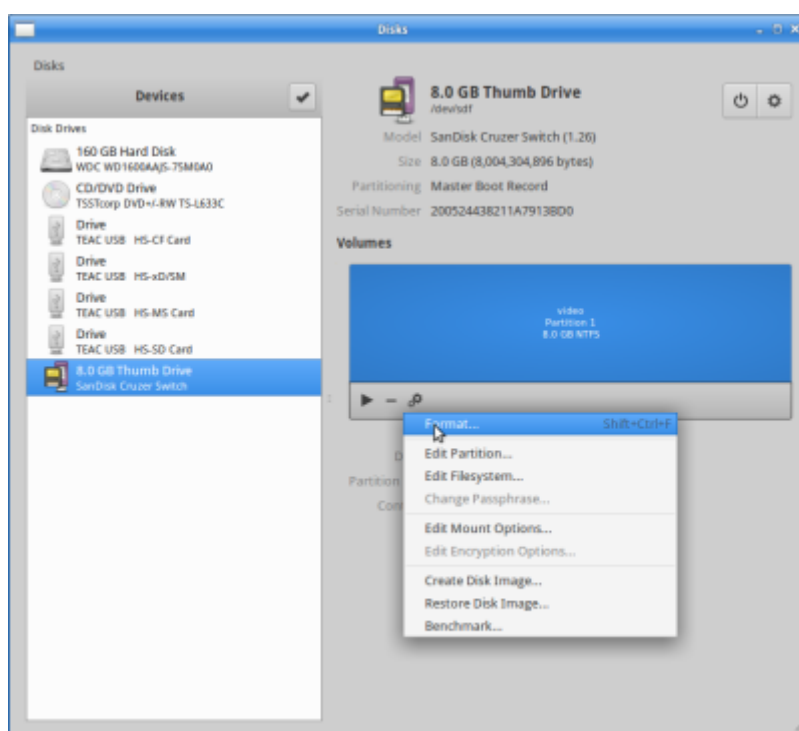 Disks
Disks
Devices
Disk Drives
160 GB Hard Disk
WDC WD1600AAJS-75M0A0
CD/DVD Drive
TSSTcorp DVD+/-RW TS-L633C
Drive
TEAC USB HS-CF Card
Drive
TEAC USB HS-xD/SM
Drive
TEAC USB HS-MS Card
Drive
TEAC USB HS-SD Card
8.0 GB Thumb Drive
SanDisk Cruzer Switch
8.0 GB Thumb Drive
/dev/sdf
Model SanDisk Cruzer Switch (1.26)
Size 8.0 GB (8,004,304,896 bytes)
Partitioning Master Boot Record
Serial Number 200524438211A7913BD0
Volumes
video
Partition 1
8.0 GB NTFS
Format... Shift+Ctrl+F
Edit Partition...
Edit Filesystem...
Partition
Change Passphrase...
Edit Mount Options...
Edit Encryption Options...
Create Disk Image...
Restore Disk Image...
Benchmark...